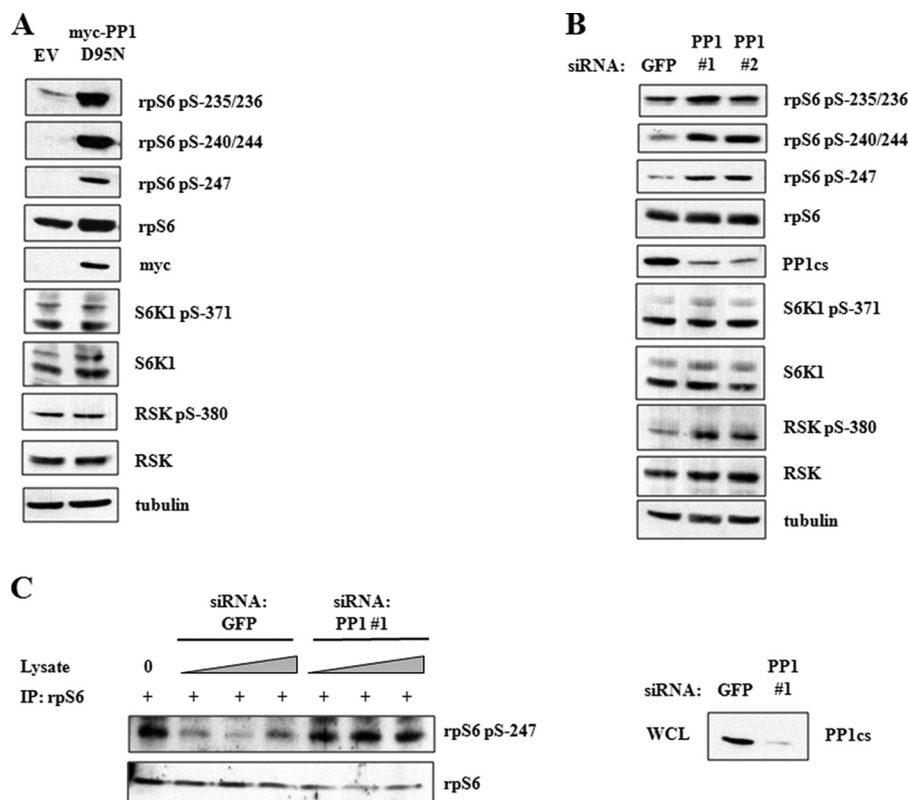 A
EV
myc-PP1
D95N
rpS6 pS-235/236
rpS6 pS-240/244
rpS6 pS-247
rpS6
myc
S6K1 pS-371
S6K1
RSK pS-380
RSK
tubulin
B
siRNA: GFP PP1 #1 PP1 #2
rpS6 pS-235/236
rpS6 pS-240/244
rpS6 pS-247
rpS6
PP1cs
S6K1 pS-371
S6K1
RSK pS-380
RSK
tubulin
C
siRNA: GFP
siRNA: PP1 #1
Lysate 0
IP: rpS6 + + + + + + +
rpS6 pS-247
rpS6
siRNA: GFP PP1 #1
WCL PP1cs